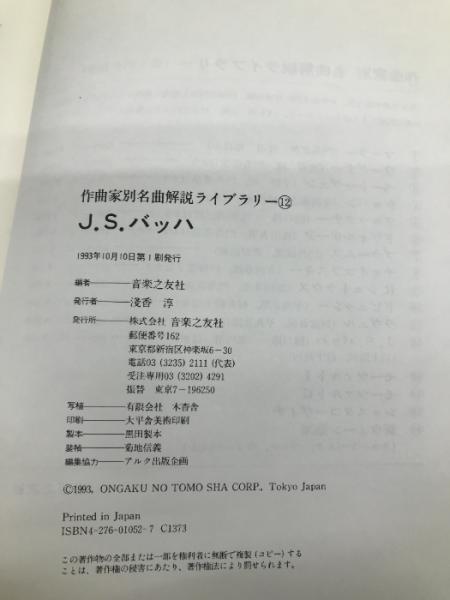 作曲家別名曲解説ライブラリー⑫
J.S.バッハ
1993年10月10日第1刷発行
編者――――音楽之友社
発行者―――淺香 淳
発行所―――株式会社 音楽之友社
郵便番号162
東京都新宿区神楽坂6−30
電話03(3235) 2111 (代表)
受注専用03(3202) 4291
振替 東京7−196250
写植――――有限会社 木杳舎
印刷――――大平舎美術印刷
製本――――黒田製本
装幀――――菊地信義
編集協力――アルク出版企画
©1993, ONGAKU NO TOMO SHA CORP., Tokyo Japan
Printed in Japan
ISBN4-276-01052-7 C1373
この著作物の全部または一部を権利者に無断で複製(コピー)する
ことは、著作権の侵害にあたり、著作権法により罰せられます。